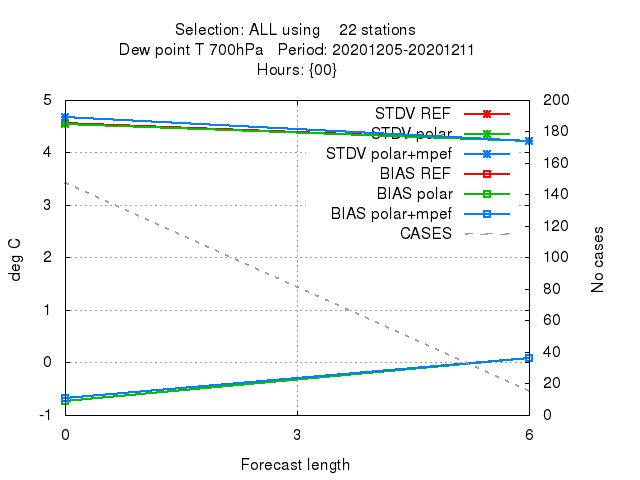 Selection: ALL using    22 stations
Dew point T 700hPa   Period: 20201205-20201211
Hours: {00}
5 200
STDV REF
180
STDV polar
4 160
STDV polar+mpef
BIAS REF
140
BIAS polar
3
BIAS polar+mpef
120
CASES
deg C
No cases
2 100
80
1
60
40
0
20
-1 0
0 3 6
Forecast length